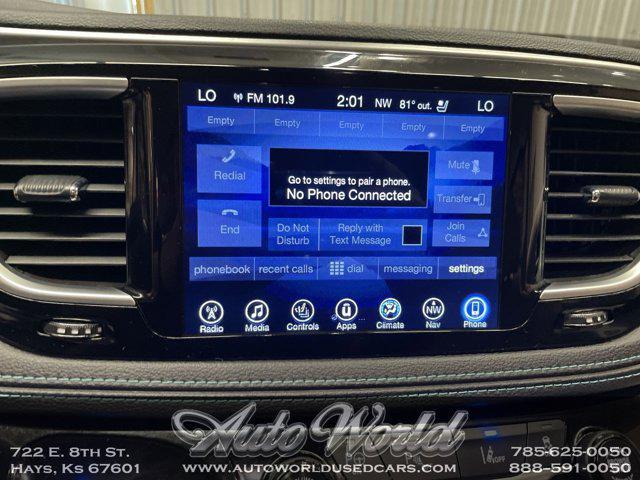 LO FM 101.9 2:01 NW 81° out. LO
Empty Empty Empty Empty Empty
Redial
Go to settings to pair a phone.
No Phone Connected
Mute
Transfer
End
Do Not
Disturb
Reply with
Text Message
Join
Calls
phonebook recent calls dial messaging settings
NW
Radio Media Controls Apps Climate Nav Phone
Auto World
722 E. 8TH ST.
HAYS, KS 67601
WWW.AUTOWORLDUSEDCARS.COM
785-625-0050
888-591-0050
OFF